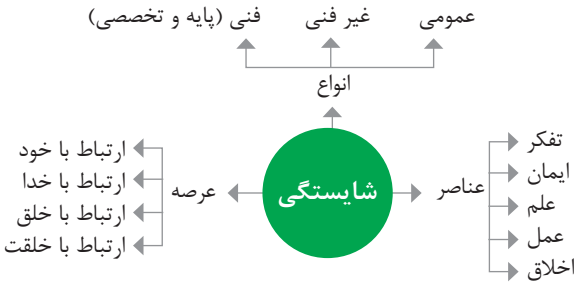 عمومی
غیر فنی
فنی (پایه و تخصصی)
انواع
شایستگی
عناصر
تفکر
ایمان
علم
عمل
اخلاق
عرصه
ارتباط با خود
ارتباط با خدا
ارتباط با خلق
ارتباط با خلقت